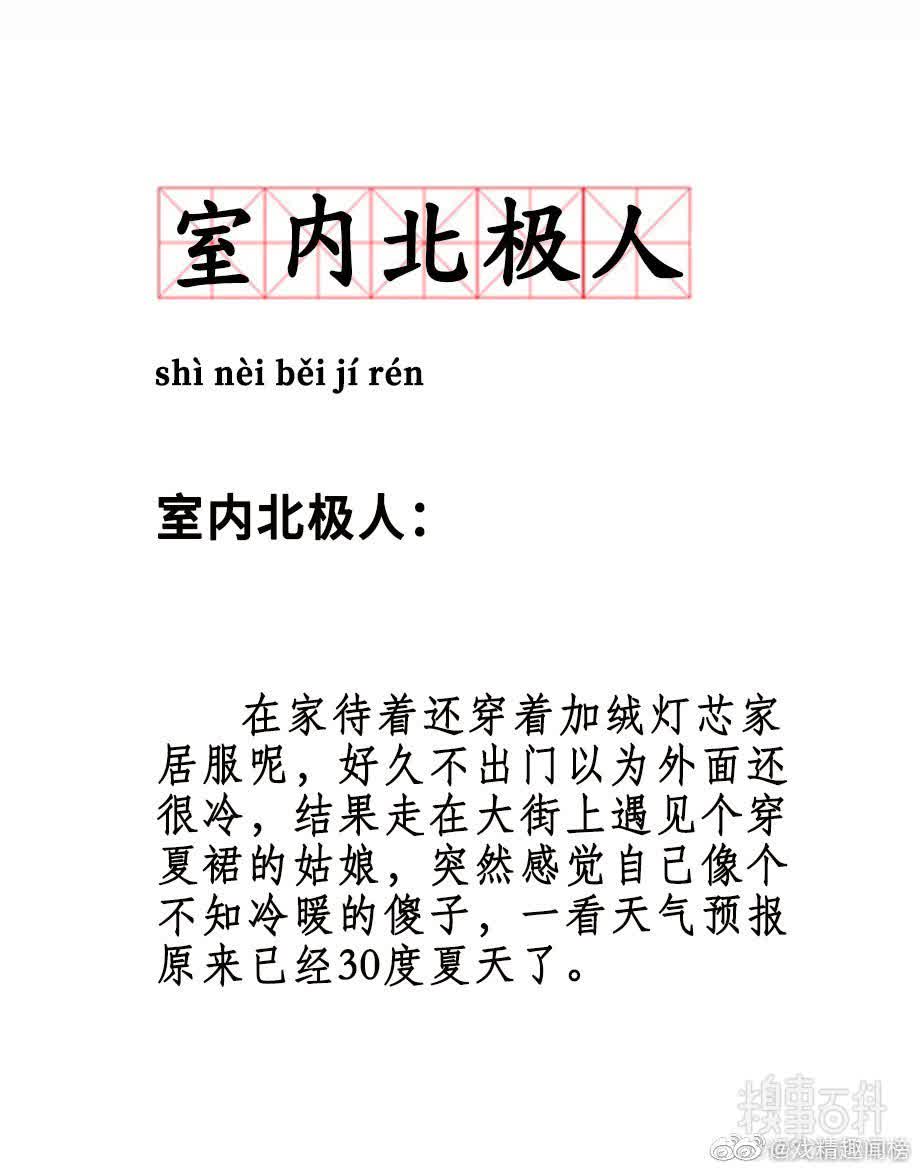 室内北极人
shì nèi běi jí rén
室内北极人：
在家待着还穿着加绒灯芯家
居服呢，好久不出门以为外面还
很冷，结果走在大街上遇见个穿
夏裙的姑娘，突然感觉自己像个
不知冷暖的傻子，一看天气预报
原来已经30度夏天了。
糗事百科
@戏精趣闻榜